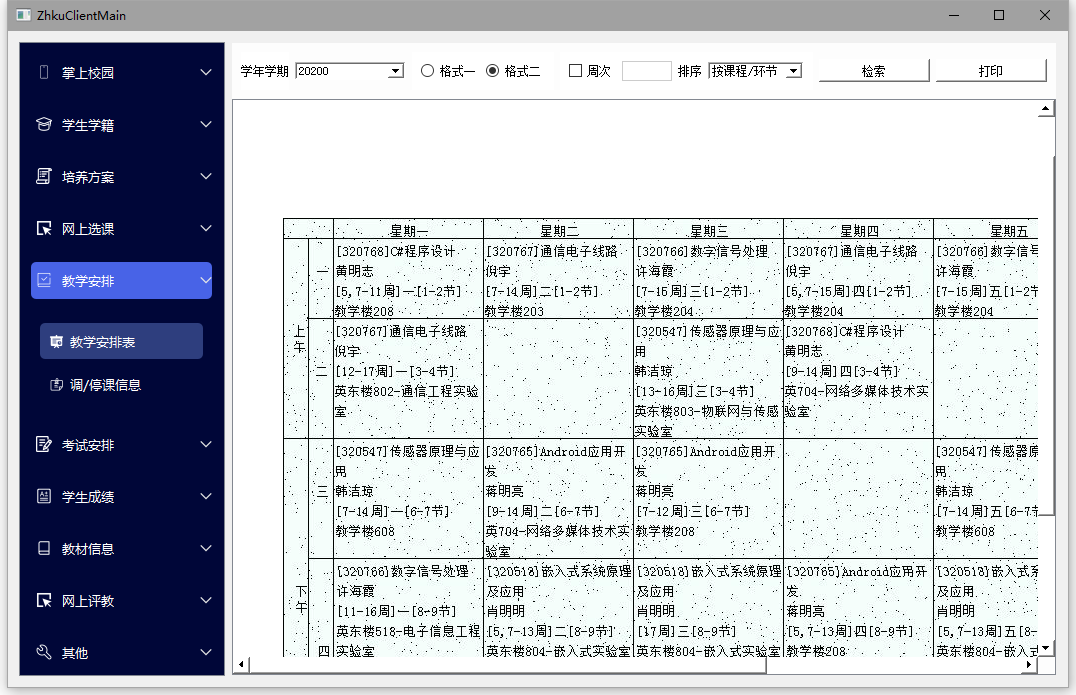 ZhkuClientMain
掌上校园
学生学籍
培养方案
网上选课
教学安排
教学安排表
调/停课信息
考试安排
学生成绩
教材信息
网上评教
其他
学年学期 20200 格式一 格式二 周次 排序 按课程/环节 检索 打印
星期一 星期二 星期三 星期四 星期五
上午
一
[320768]C#程序设计
黄明志
[5,7-11周]一[1-2节]
教学楼208
[320767]通信电子线路
倪宇
[7-14周]二[1-2节]
教学楼203
[320766]数字信号处理
许海霞
[7-15周]三[1-2节]
教学楼204
[320767]通信电子线路
倪宇
[5,7-15周]四[1-2节]
教学楼204
[320766]数字信号
许海霞
[7-15周]五[1-2节
教学楼204
二
[320767]通信电子线路
倪宇
[12-17周]一[3-4节]
英东楼802-通信工程实验
室
[320547]传感器原理与应
用
韩洁琼
[13-16周]三[3-4节]
英东楼803-物联网与传感
实验室
[320768]C#程序设计
黄明志
[9-14周]四[3-4节]
英704-网络多媒体技术实
验室
下午
三
[320547]传感器原理与应
用
韩洁琼
[7-14周]一[6-7节]
教学楼608
[320765]Android应用开
发
蒋明亮
[9-14周]二[6-7节]
英704-网络多媒体技术实
验室
[320765]Android应用开
发
蒋明亮
[7-12周]三[6-7节]
教学楼208
[320547]传感器原
用
韩洁琼
[7-14周]五[6-7节
教学楼608
四
[320766]数字信号处理
许海霞
[11-16周]一[8-9节]
英东楼518-电子信息工程
实验室
[320518]嵌入式系统原理
及应用
肖明明
[5,7-13周]二[8-9节]
英东楼804-嵌入式实验室
[320518]嵌入式系统原理
及应用
肖明明
[17周]三[8-9节]
英东楼804-嵌入式实验室
[320765]Android应用开
发
蒋明亮
[5,7-13周]四[8-9节]
教学楼208
[320518]嵌入式系
及应用
肖明明
[5,7-13周]五[8-
英东楼804-嵌入式